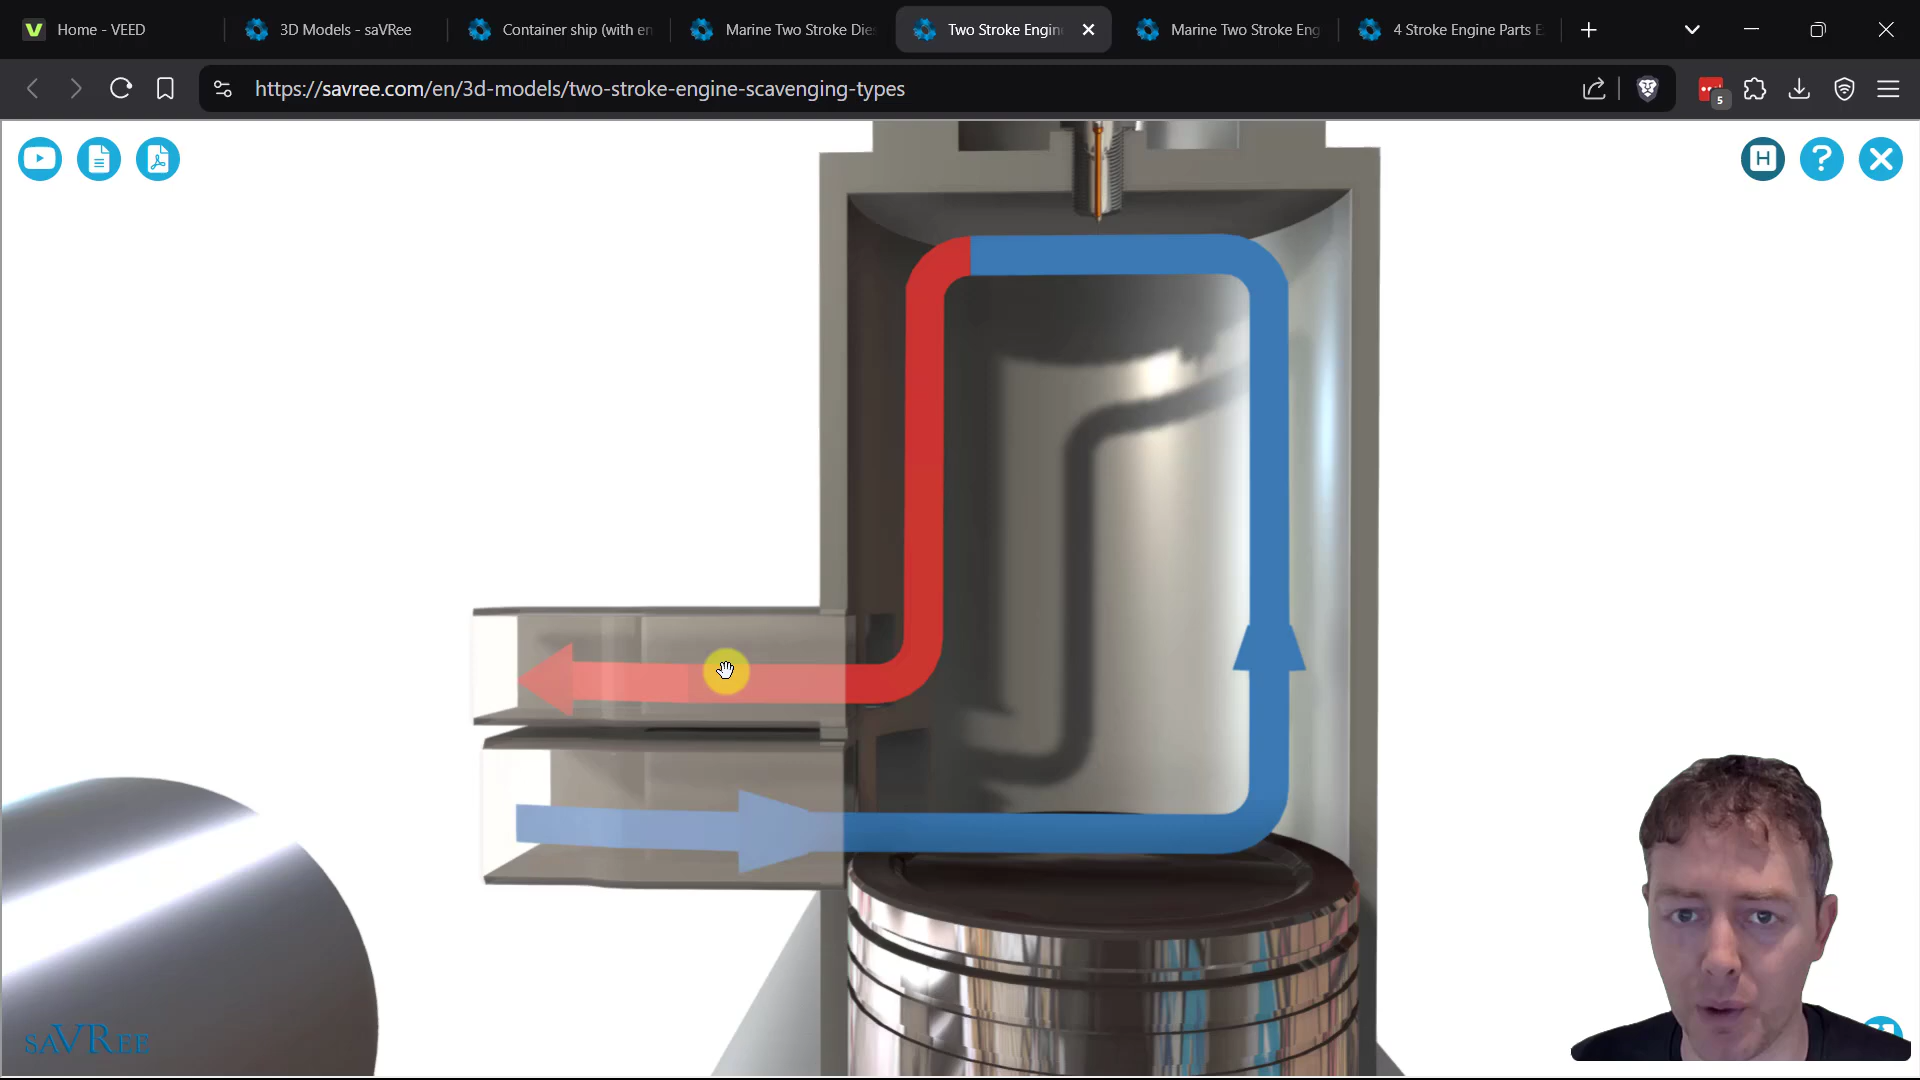 Home - VEED
3D Models - saVRee
Container ship (with en
Marine Two Stroke Die
Two Stroke Engin
Marine Two Stroke Eng
4 Stroke Engine Parts E
https://savree.com/en/3d-models/two-stroke-engine-scavenging-types
5
H
?
saVRee